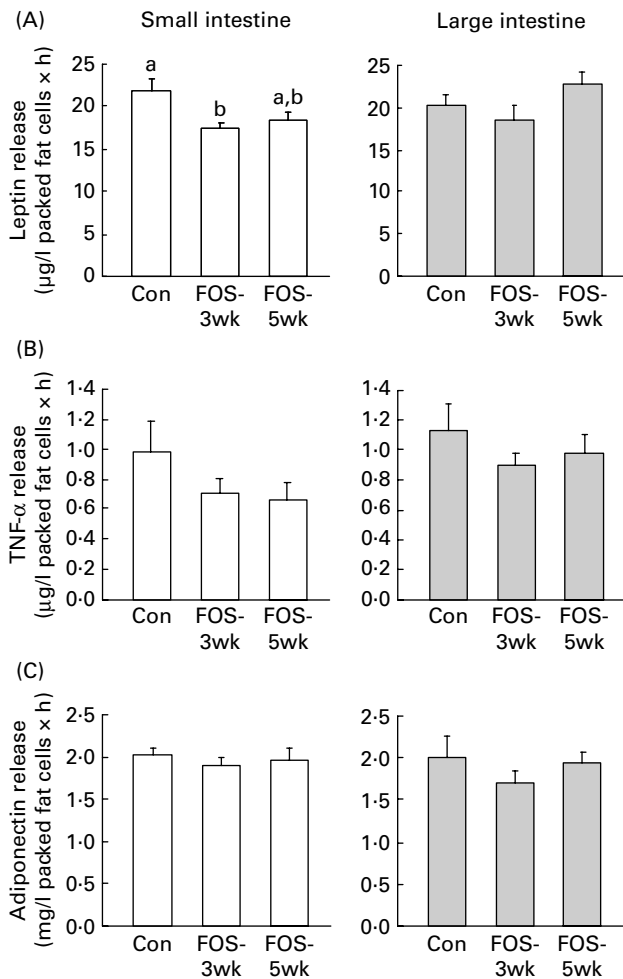 (A)
Small intestine
Large intestine
Leptin release
(µg/l packed fat cells × h)
25
20
15
10
5
0
a
b
a,b
Con
FOS-
3wk
FOS-
5wk
25
20
15
10
5
0
Con
FOS-
3wk
FOS-
5wk
(B)
TNF-α release
(µg/l packed fat cells × h)
1·4
1·2
1·0
0·8
0·6
0·4
0·2
0·0
Con
FOS-
3wk
FOS-
5wk
1·4
1·2
1·0
0·8
0·6
0·4
0·2
0·0
Con
FOS-
3wk
FOS-
5wk
(C)
Adiponectin release
(mg/l packed fat cells × h)
2·5
2·0
1·5
1·0
0·5
0·0
Con
FOS-
3wk
FOS-
5wk
2·5
2·0
1·5
1·0
0·5
0·0
Con
FOS-
3wk
FOS-
5wk